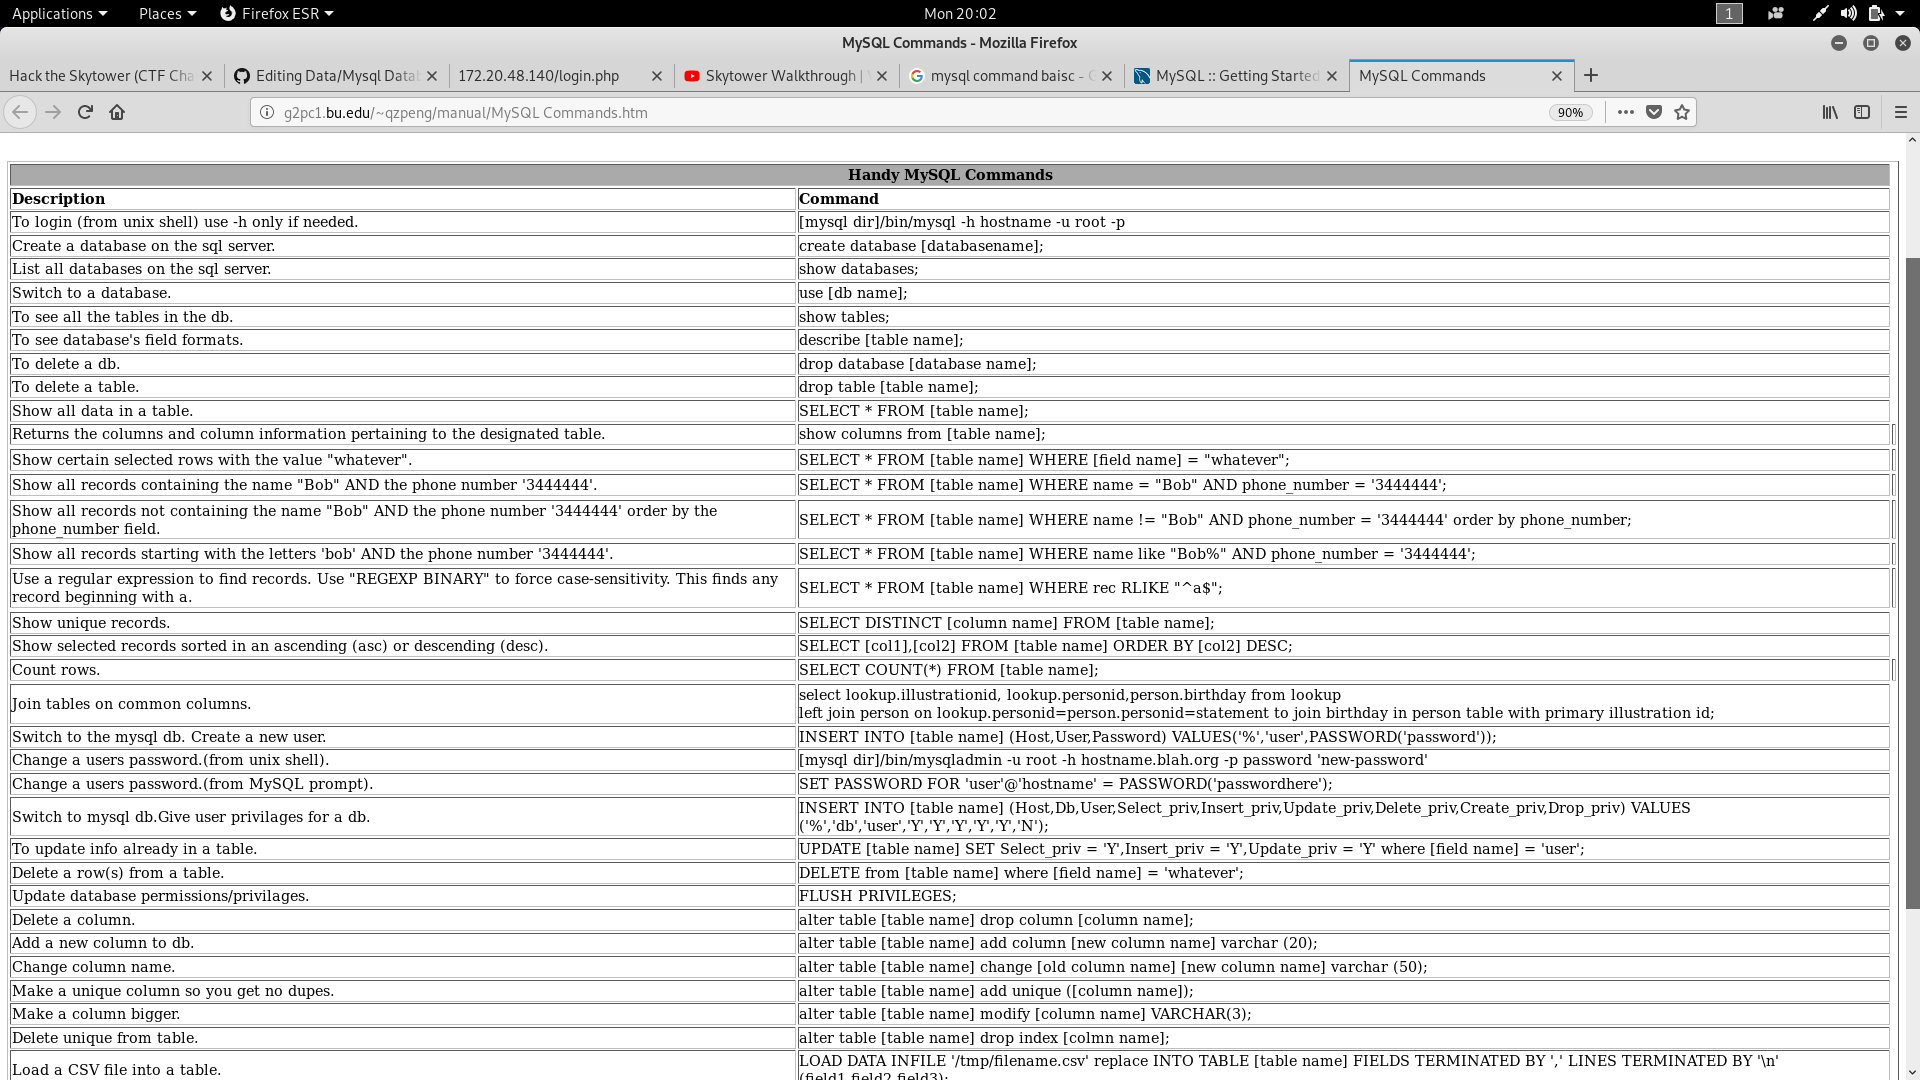 Applications Places Firefox ESR Mon 20:02 1
MySQL Commands - Mozilla Firefox
Hack the Skytower (CTF Cha Editing Data/Mysql Datal 172.20.48.140/login.php Skytower Walkthrough | mysql command baisc - G MySQL :: Getting Started MySQL Commands
g2pc1.bu.edu/~qzpeng/manual/MySQL Commands.htm 90%
Handy MySQL Commands
Description Command
To login (from unix shell) use -h only if needed. [mysql dir]/bin/mysql -h hostname -u root -p
Create a database on the sql server. create database [databasename];
List all databases on the sql server. show databases;
Switch to a database. use [db name];
To see all the tables in the db. show tables;
To see database's field formats. describe [table name];
To delete a db. drop database [database name];
To delete a table. drop table [table name];
Show all data in a table. SELECT * FROM [table name];
Returns the columns and column information pertaining to the designated table. show columns from [table name];
Show certain selected rows with the value "whatever". SELECT * FROM [table name] WHERE [field name] = "whatever";
Show all records containing the name "Bob" AND the phone number '3444444'. SELECT * FROM [table name] WHERE name = "Bob" AND phone_number = '3444444';
Show all records not containing the name "Bob" AND the phone number '3444444' order by the
phone_number field. SELECT * FROM [table name] WHERE name != "Bob" AND phone_number = '3444444' order by phone_number;
Show all records starting with the letters 'bob' AND the phone number '3444444'. SELECT * FROM [table name] WHERE name like "Bob%" AND phone_number = '3444444';
Use a regular expression to find records. Use "REGEXP BINARY" to force case-sensitivity. This finds any
record beginning with a. SELECT * FROM [table name] WHERE rec RLIKE "^a$";
Show unique records. SELECT DISTINCT [column name] FROM [table name];
Show selected records sorted in an ascending (asc) or descending (desc). SELECT [col1],[col2] FROM [table name] ORDER BY [col2] DESC;
Count rows. SELECT COUNT(*) FROM [table name];
Join tables on common columns. select lookup.illustrationid, lookup.personid,person.birthday from lookup
left join person on lookup.personid=person.personid=statement to join birthday in person table with primary illustration id;
Switch to the mysql db. Create a new user. INSERT INTO [table name] (Host,User,Password) VALUES('%','user',PASSWORD('password'));
Change a users password.(from unix shell). [mysql dir]/bin/mysqladmin -u root -h hostname.blah.org -p password 'new-password'
Change a users password.(from MySQL prompt). SET PASSWORD FOR 'user'@'hostname' = PASSWORD('passwordhere');
Switch to mysql db.Give user privilages for a db. INSERT INTO [table name] (Host,Db,User,Select_priv,Insert_priv,Update_priv,Delete_priv,Create_priv,Drop_priv) VALUES
('%','db','user','Y','Y','Y','Y','Y','N');
To update info already in a table. UPDATE [table name] SET Select_priv = 'Y',Insert_priv = 'Y',Update_priv = 'Y' where [field name] = 'user';
Delete a row(s) from a table. DELETE from [table name] where [field name] = 'whatever';
Update database permissions/privilages. FLUSH PRIVILEGES;
Delete a column. alter table [table name] drop column [column name];
Add a new column to db. alter table [table name] add column [new column name] varchar (20);
Change column name. alter table [table name] change [old column name] [new column name] varchar (50);
Make a unique column so you get no dupes. alter table [table name] add unique ([column name]);
Make a column bigger. alter table [table name] modify [column name] VARCHAR(3);
Delete unique from table. alter table [table name] drop index [colmn name];
Load a CSV file into a table. LOAD DATA INFILE '/tmp/filename.csv' replace INTO TABLE [table name] FIELDS TERMINATED BY ',' LINES TERMINATED BY '\n'
(field1,field2,field3);